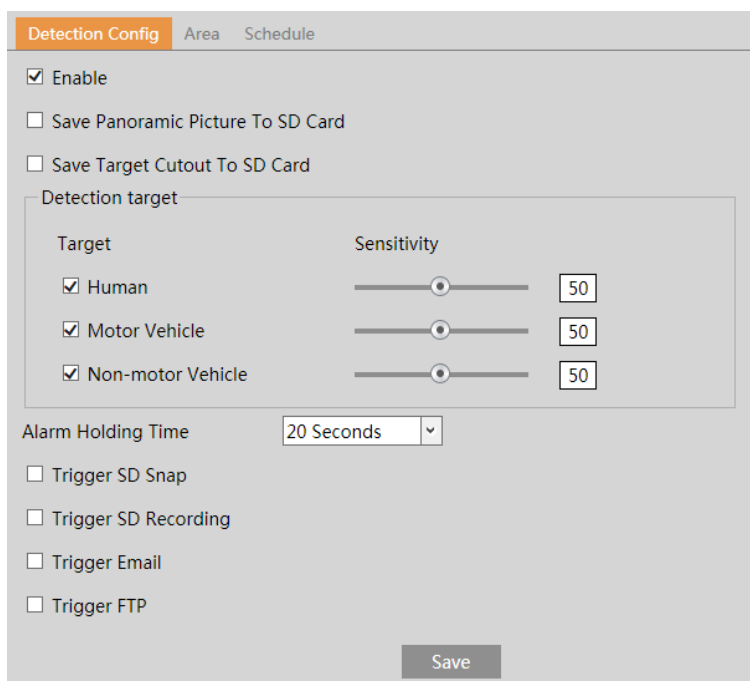 Detection Config Area Schedule
Enable
Save Panoramic Picture To SD Card
Save Target Cutout To SD Card
Detection target
Target Sensitivity
Human 50
Motor Vehicle 50
Non-motor Vehicle 50
Alarm Holding Time 20 Seconds
Trigger SD Snap
Trigger SD Recording
Trigger Email
Trigger FTP
Save